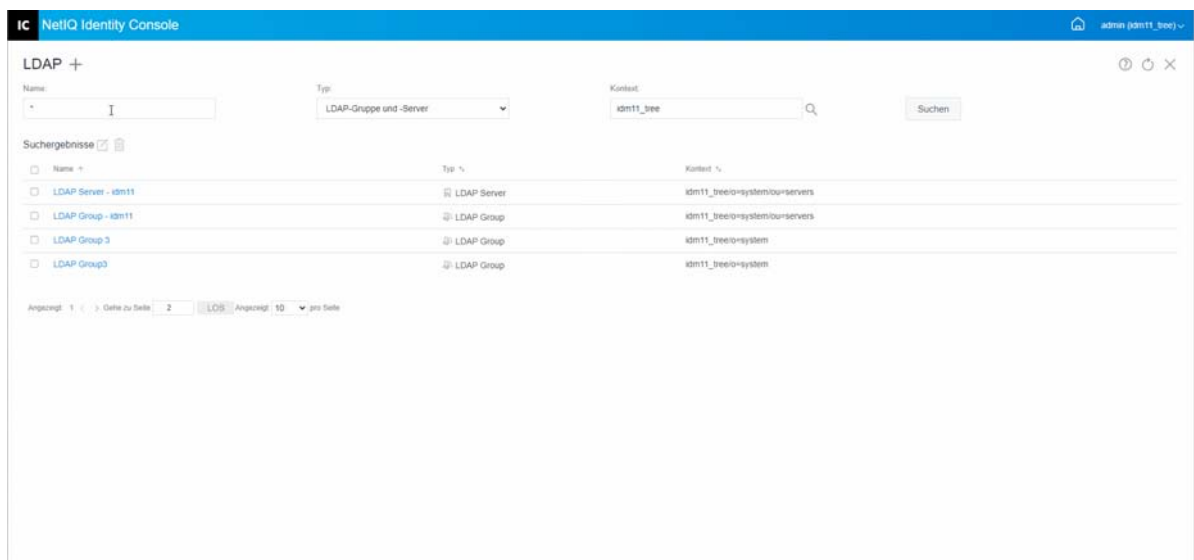 IC NetIQ Identity Console admin (idm11_tree)
LDAP +
Name: Typ: Kontext:
* LDAP-Gruppe und -Server idm11_tree Suchen
Suchergebnisse
Name Typ Kontext
LDAP Server - idm11 LDAP Server idm11_tree/o=system/ou=servers
LDAP Group - idm11 LDAP Group idm11_tree/o=system/ou=servers
LDAP Group 3 LDAP Group idm11_tree/o=system
LDAP Group3 LDAP Group idm11_tree/o=system
Angezeigt: 1 < > Gehe zu Seite 2 LOS Angezeigt 10 pro Seite